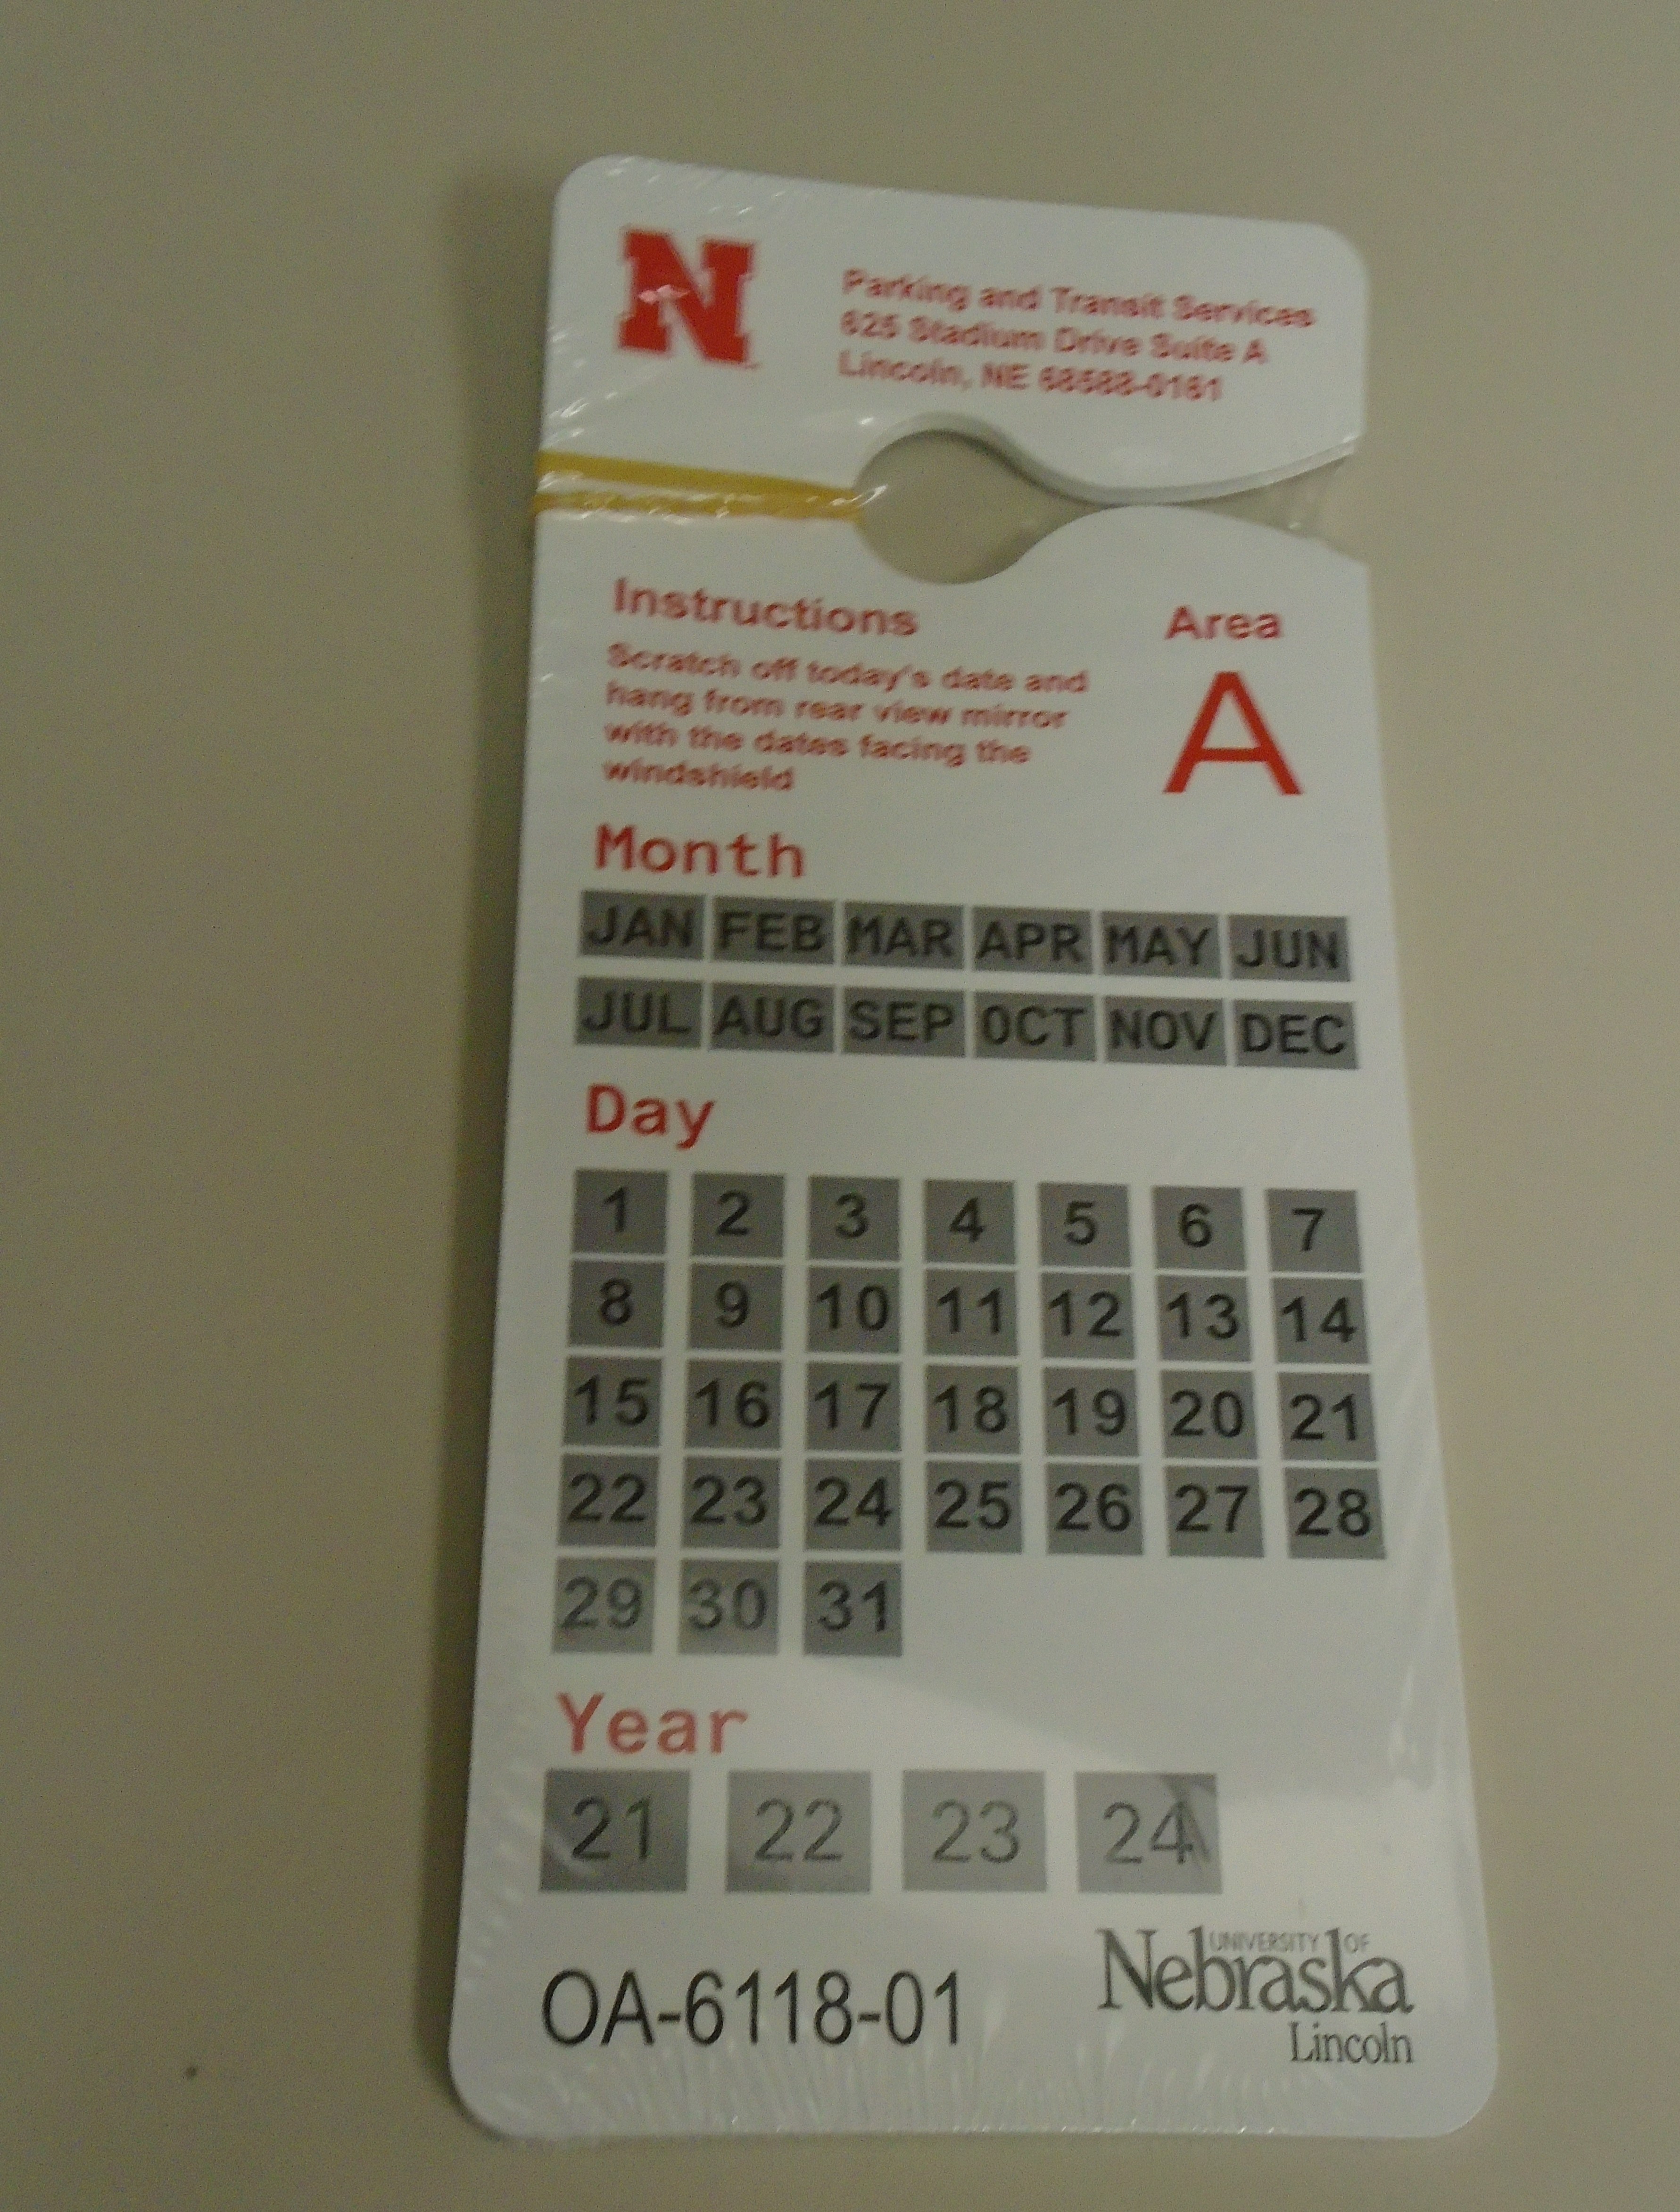 N
Parking and Transit Services
625 Stadium Drive Suite A
Lincoln, NE 68588-0161
Instructions
Scratch off today's date and
hang from rear view mirror
with the dates facing the
windshield
Area
A
Month
JAN FEB MAR APR MAY JUN
JUL AUG SEP OCT NOV DEC
Day
1 2 3 4 5 6 7
8 9 10 11 12 13 14
15 16 17 18 19 20 21
22 23 24 25 26 27 28
29 30 31
Year
21 22 23 24
OA-6118-01
UNIVERSITY OF
Nebraska
Lincoln